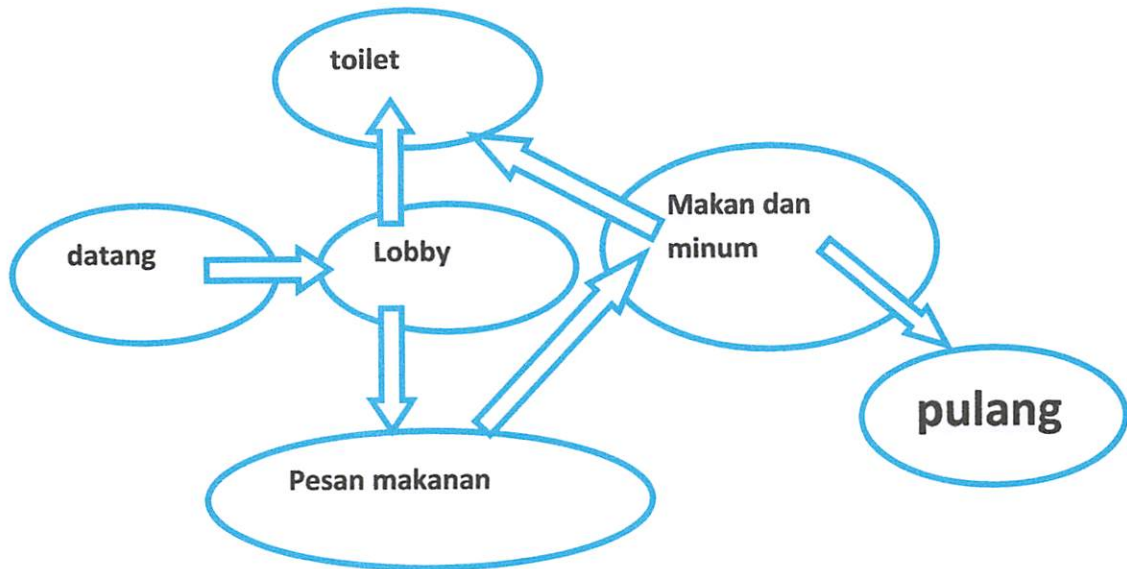 toilet
datang
Lobby
Makan dan
minum
pulang
Pesan makanan